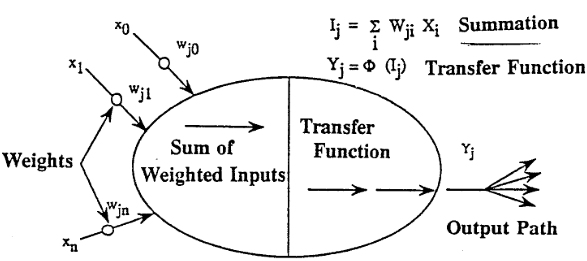 x0
wj0
Ij = Σ Wji Xi Summation
i
Yj = Φ (Ij) Transfer Function
x1
wj1
Weights
Sum of
Weighted Inputs
Transfer
Function
Yj
wjn
xn
Output Path